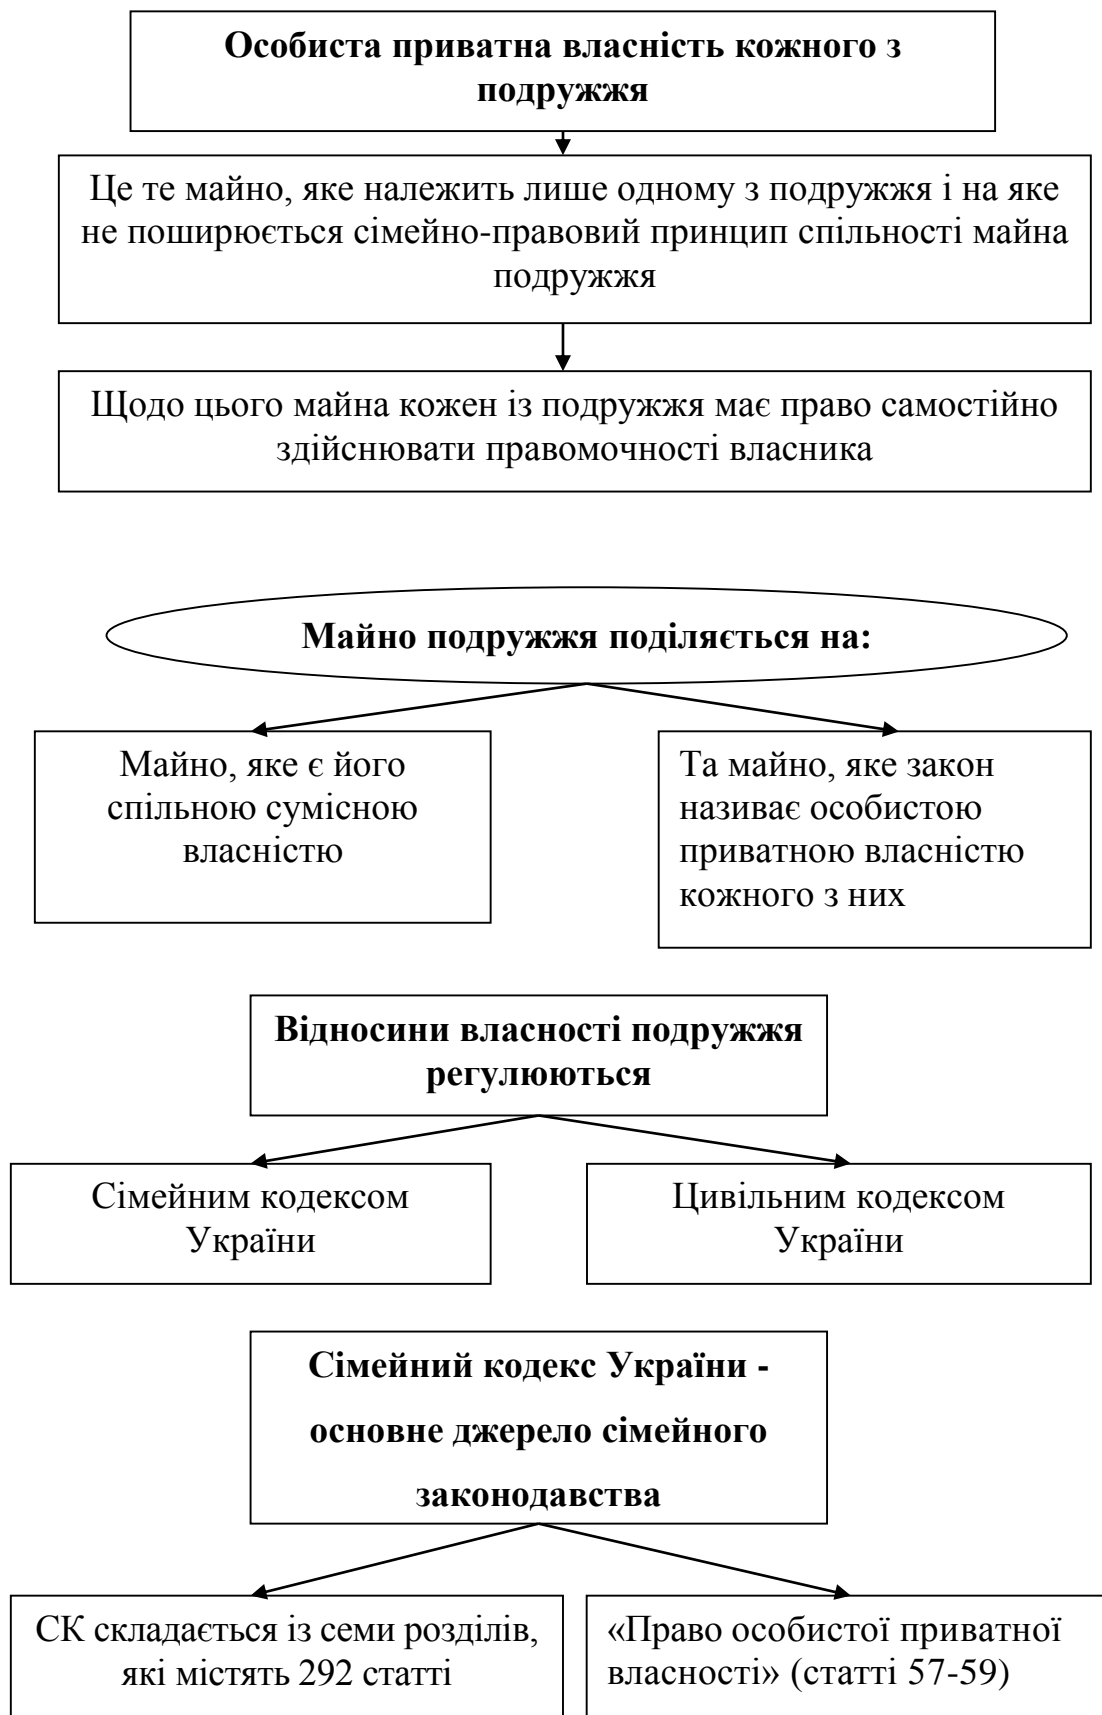 Особиста приватна власність кожного з
подружжя
Це те майно, яке належить лише одному з подружжя і на яке
не поширюється сімейно-правовий принцип спільності майна
подружжя
Щодо цього майна кожен із подружжя має право самостійно
здійснювати правомочності власника
Майно подружжя поділяється на:
Майно, яке є його
спільною сумісною
власністю
Та майно, яке закон
називає особистою
приватною власністю
кожного з них
Відносини власності подружжя
регулюються
Сімейним кодексом
України
Цивільним кодексом
України
Сімейний кодекс України -
основне джерело сімейного
законодавства
СК складається із семи розділів,
які містять 292 статті
«Право особистої приватної
власності» (статті 57-59)